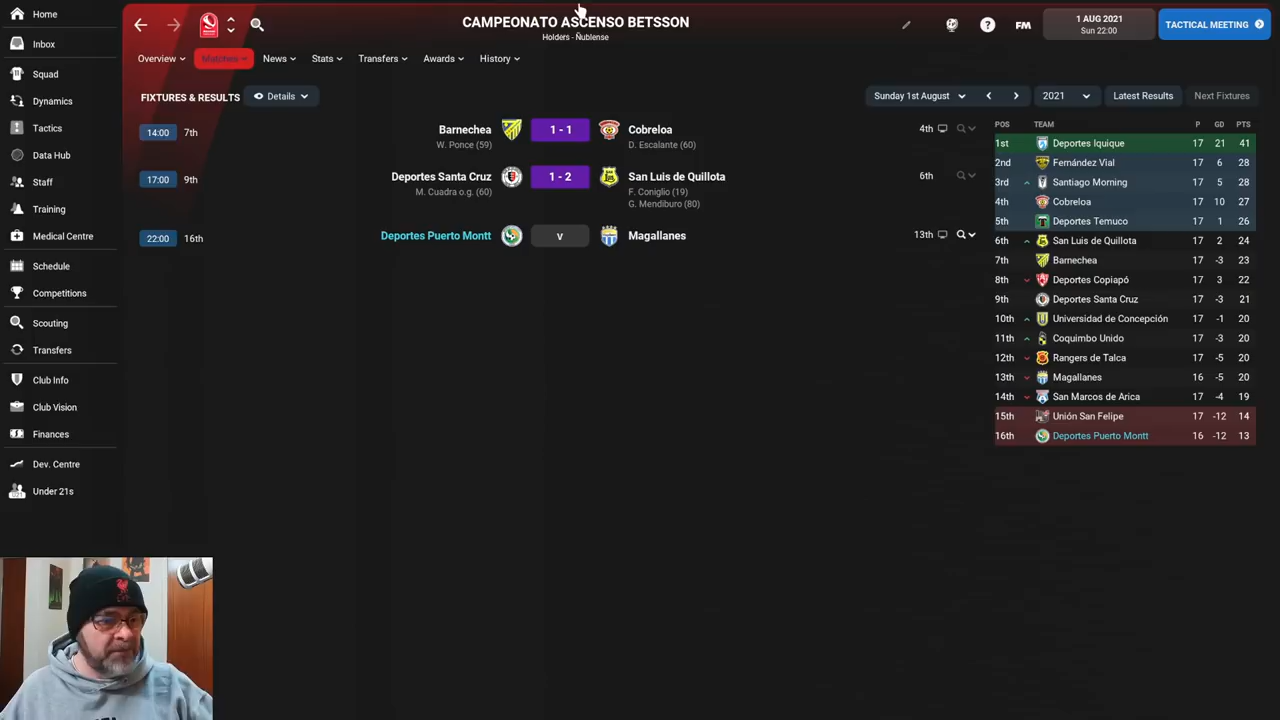 Home
Inbox
Squad
Dynamics
Tactics
Data Hub
Staff
Training
Medical Centre
Schedule
Competitions
Scouting
Transfers
Club Info
Club Vision
Finances
Dev. Centre
Under 21s
CAMPEONATO ASCENSO BETSSON
Holders - Ñublense
FM
1 AUG 2021
Sun 22:00
TACTICAL MEETING
Overview
Matches
News
Stats
Transfers
Awards
History
FIXTURES & RESULTS
Details
Sunday 1st August
2021
Latest Results
Next Fixtures
14:00 7th Barnechea 1 - 1 Cobreloa 4th
W. Ponce (59) D. Escalante (60)
17:00 9th Deportes Santa Cruz 1 - 2 San Luis de Quillota 6th
M. Cuadra o.g. (60) F. Coniglio (19)
G. Mendiburo (80)
22:00 16th Deportes Puerto Montt v Magallanes 13th
POS TEAM P GD PTS
1st Deportes Iquique 17 21 41
2nd Fernández Vial 17 6 28
3rd Santiago Morning 17 5 28
4th Cobreloa 17 10 27
5th Deportes Temuco 17 1 26
6th San Luis de Quillota 17 2 24
7th Barnechea 17 -3 23
8th Deportes Copiapó 17 3 22
9th Deportes Santa Cruz 17 -3 21
10th Universidad de Concepción 17 -1 20
11th Coquimbo Unido 17 -3 20
12th Rangers de Talca 17 -5 20
13th Magallanes 16 -5 20
14th San Marcos de Arica 17 -4 19
15th Unión San Felipe 17 -12 14
16th Deportes Puerto Montt 16 -12 13